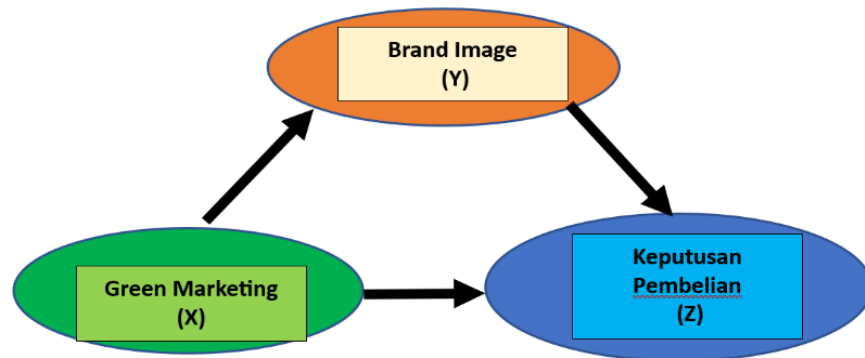 Brand Image
(Y)
Green Marketing
(X)
Keputusan
Pembelian
(Z)